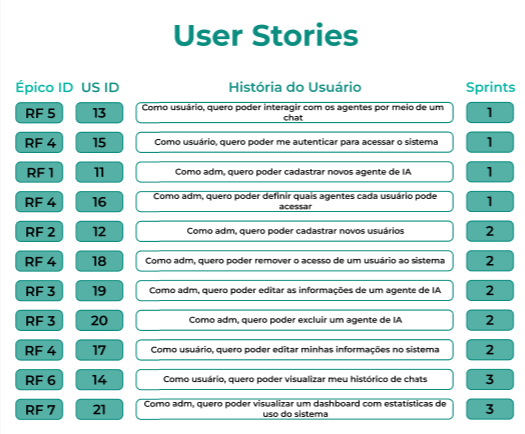 User Stories
Épico ID US ID História do Usuário Sprints
RF 5 13 Como usuário, quero poder interagir com os agentes por meio de um
chat 1
RF 4 15 Como usuário, quero poder me autenticar para acessar o sistema 1
RF 1 11 Como adm, quero poder cadastrar novos agente de IA 1
RF 4 16 Como adm, quero poder definir quais agentes cada usuário pode
acessar 1
RF 2 12 Como adm, quero poder cadastrar novos usuários 2
RF 4 18 Como adm, quero poder remover o acesso de um usuário ao sistema 2
RF 3 19 Como adm, quero poder editar as informações de um agente de IA 2
RF 3 20 Como adm, quero poder excluir um agente de IA 2
RF 4 17 Como usuário, quero poder editar minhas informações no sistema 2
RF 6 14 Como usuário, quero poder visualizar meu histórico de chats 3
RF 7 21 Como adm, quero poder visualizar um dashboard com estatísticas de
uso do sistema 3